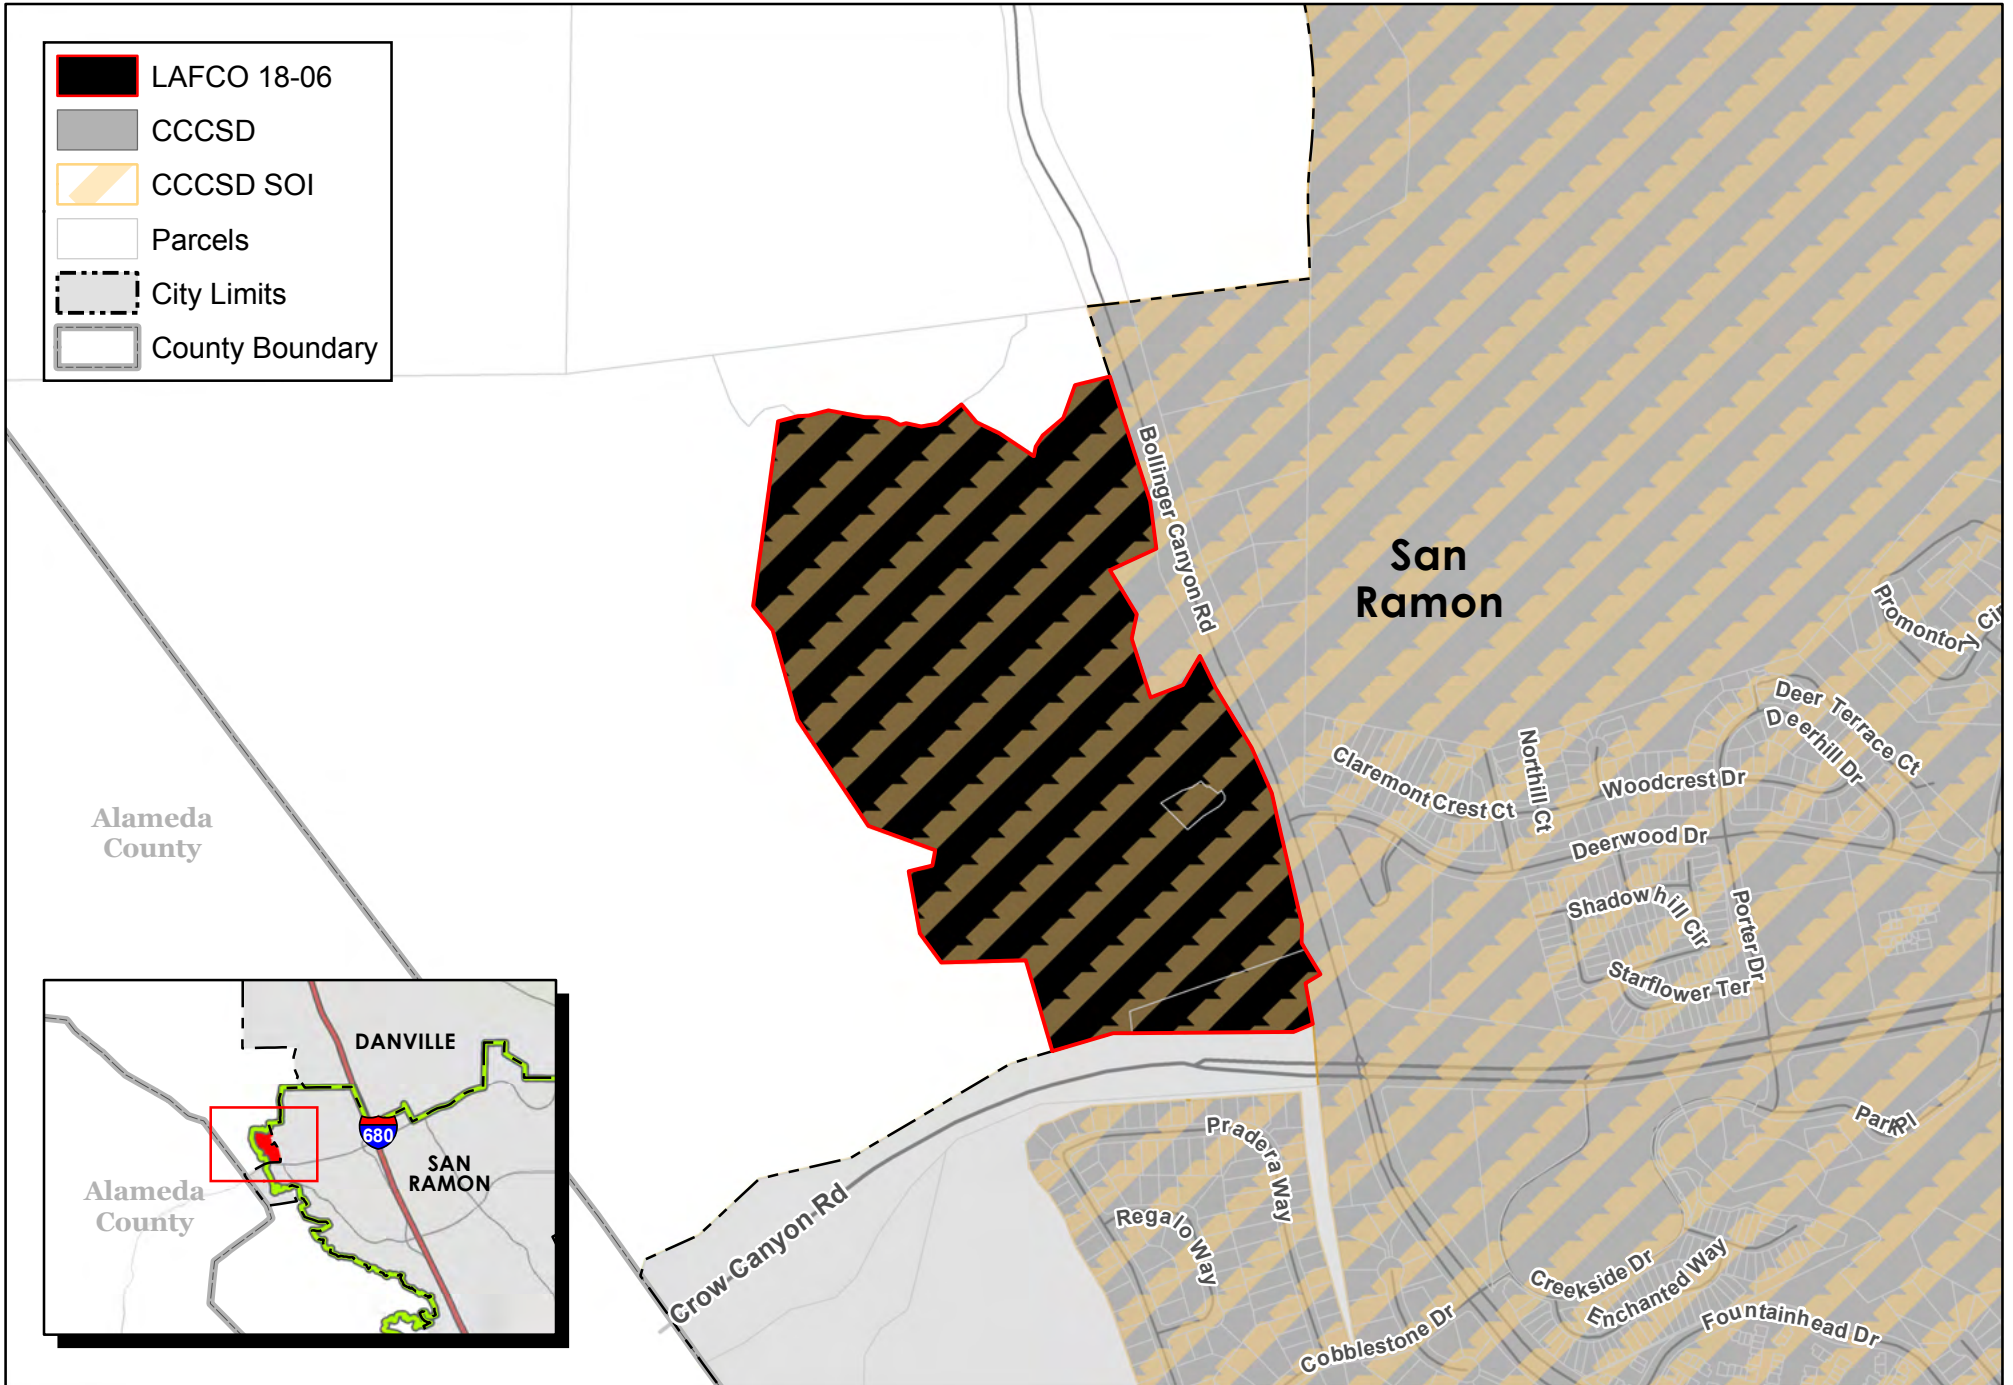 LAFCO 18-06
CCCSD
CCCSD SOI
Parcels
City Limits
County Boundary
Bollinger Canyon Rd
San
Ramon
Promontory Cir
Deer Terrace Ct
Deerhill Dr
Northill Ct
Woodcrest Dr
Claremont Crest Ct
Deerwood Dr
Shadowhill Cir
Porter Dr
Starflower Ter
Alameda
County
Park Pl
Pradera Way
Regalo Way
Crow Canyon Rd
Creekside Dr
Enchanted Way
Fountainhead Dr
Cobblestone Dr
DANVILLE
680
SAN
RAMON
Alameda
County